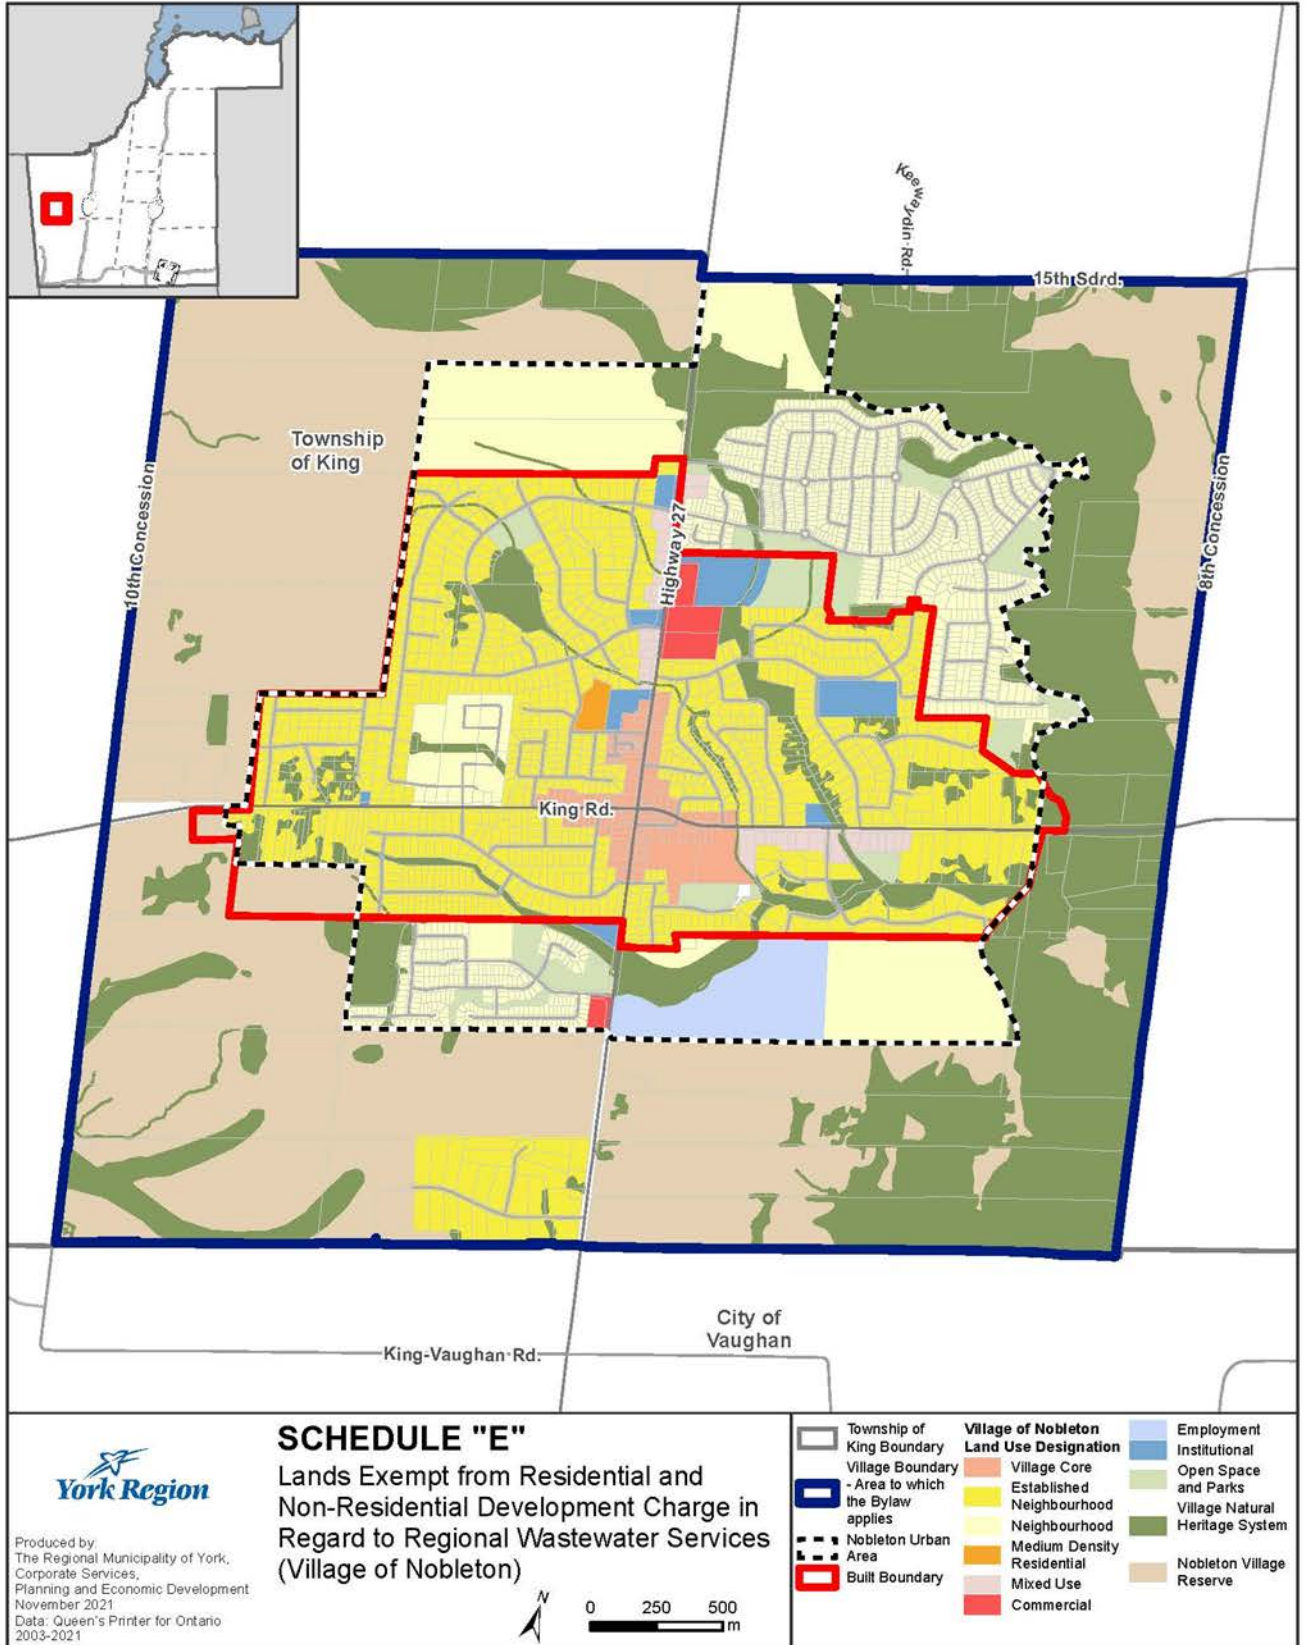 Keewaydin Rd.
15th Sdrd.
Township
of King
10th Concession
8th Concession
Highway 27
King Rd.
City of
Vaughan
King-Vaughan Rd.
York Region
Produced by:
The Regional Municipality of York,
Corporate Services,
Planning and Economic Development
November 2021
Data: Queen's Printer for Ontario
2003-2021
SCHEDULE "E"
Lands Exempt from Residential and
Non-Residential Development Charge in
Regard to Regional Wastewater Services
(Village of Nobleton)
N
0 250 500
m
Township of
King Boundary
Village Boundary
- Area to which
the Bylaw
applies
Nobleton Urban
Area
Built Boundary
Village of Nobleton
Land Use Designation
Village Core
Established
Neighbourhood
Neighbourhood
Medium Density
Residential
Mixed Use
Commercial
Employment
Institutional
Open Space
and Parks
Village Natural
Heritage System
Nobleton Village
Reserve